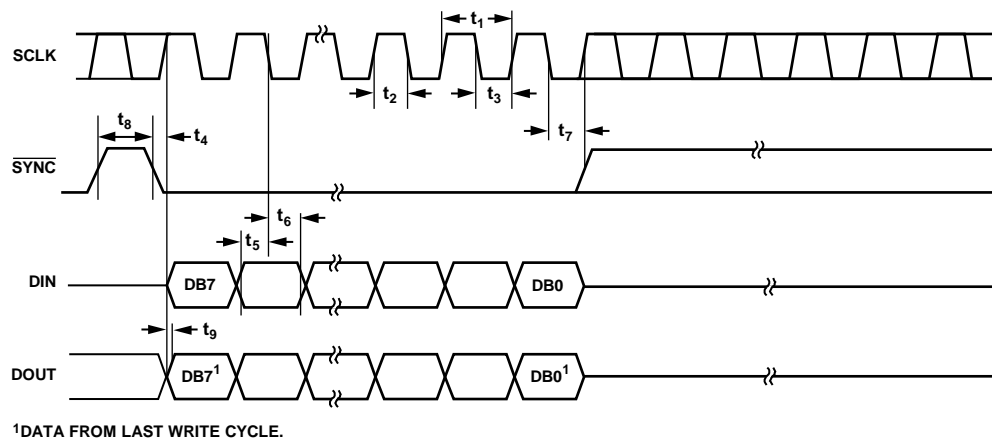 t1
SCLK
t2
t3
t8
t4
t7
SYNC
t6
t5
DIN
DB7
DB0
t9
DOUT
DB7¹
DB0¹
¹DATA FROM LAST WRITE CYCLE.